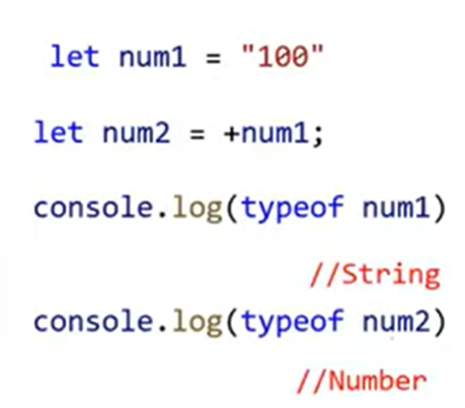 let num1 = "100"
let num2 = +num1;
console.log(typeof num1)
//String
console.log(typeof num2)
//Number